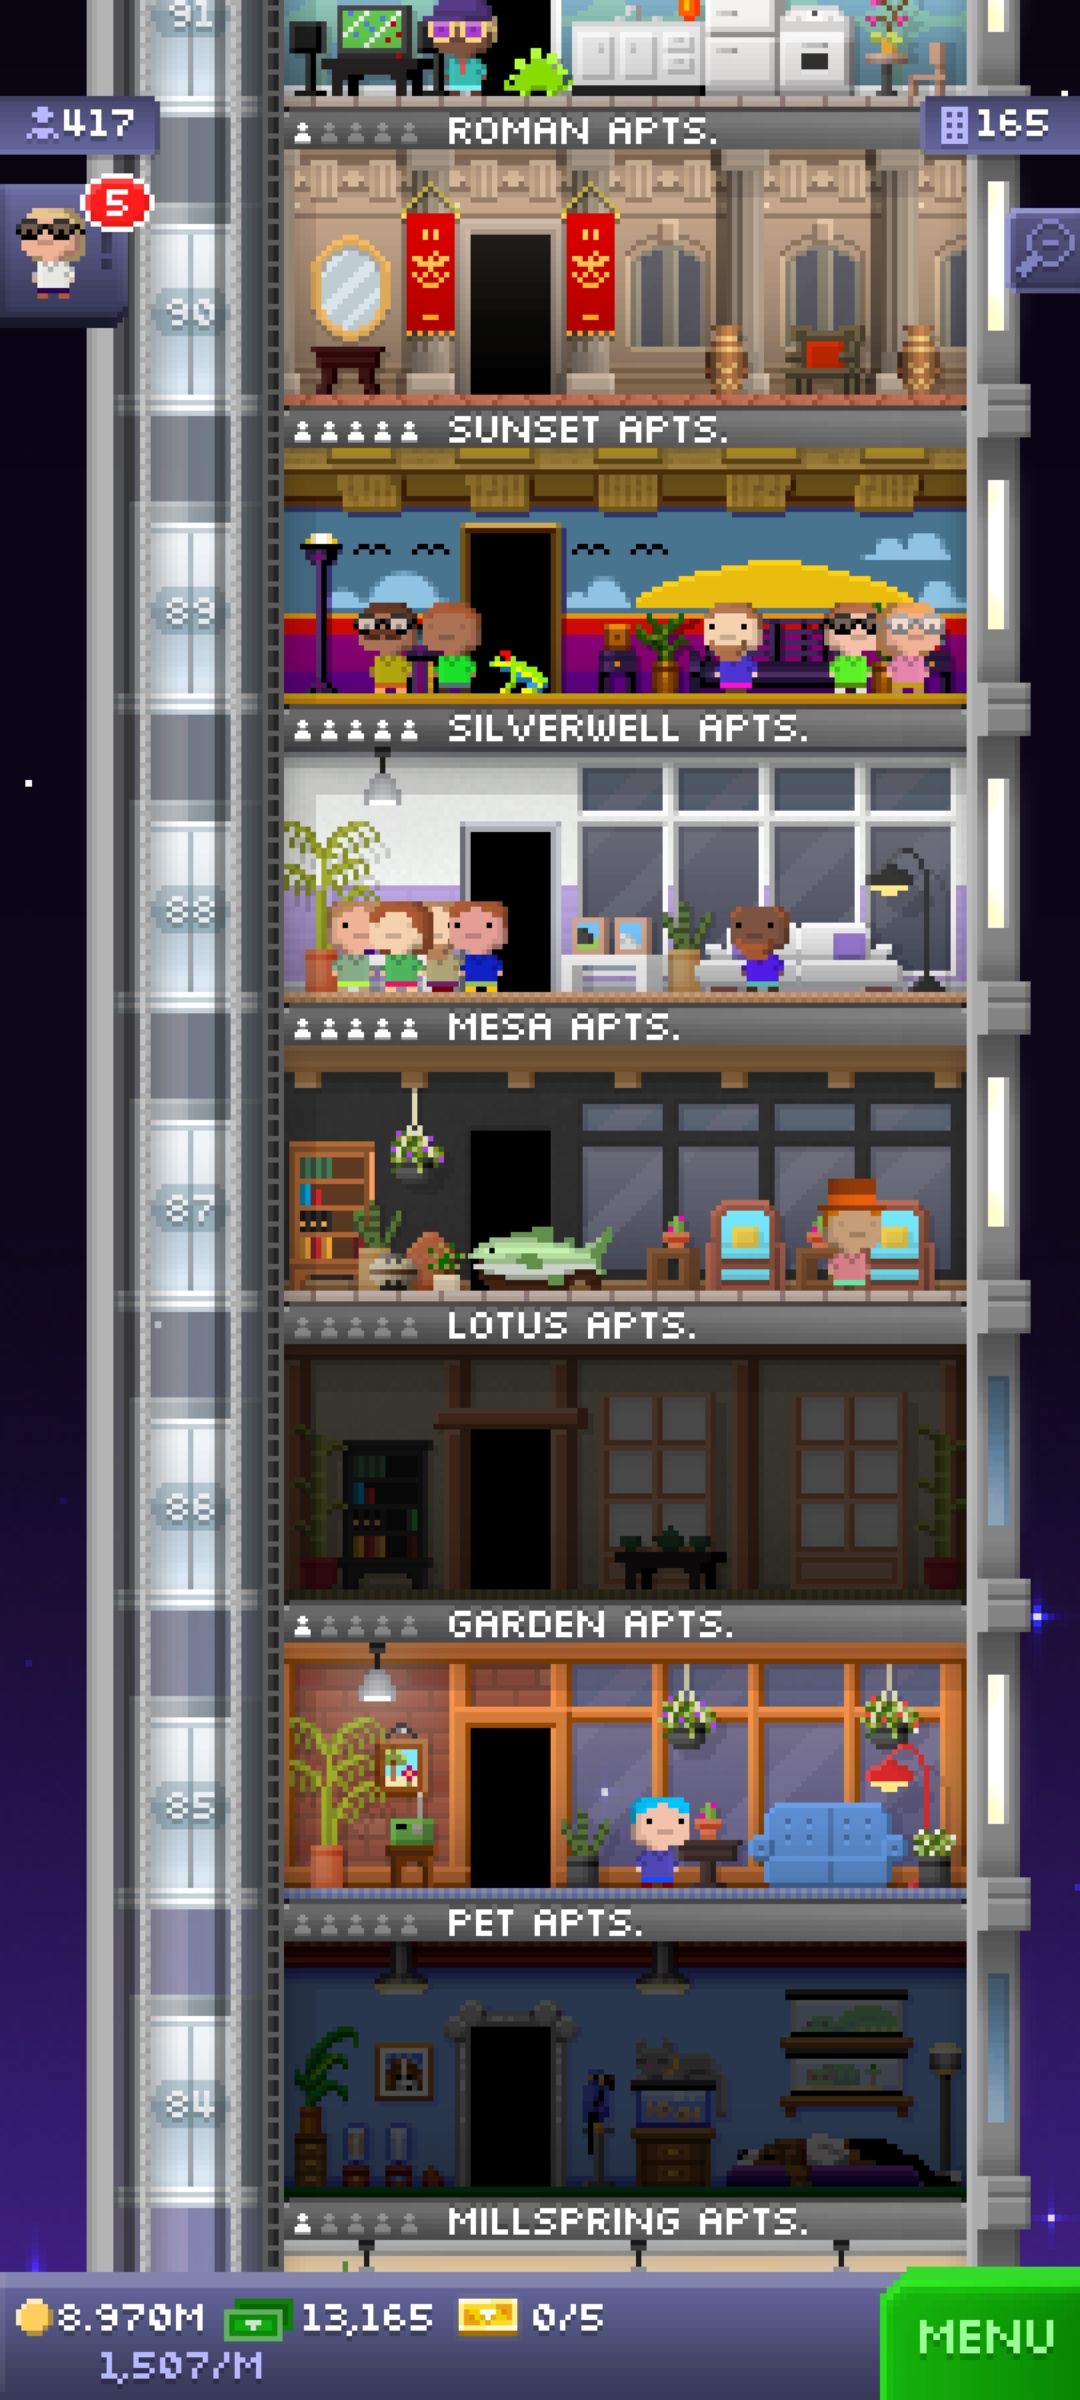 91
417
165
ROMAN APTS.
5
90
SUNSET APTS.
89
SILVERWELL APTS.
88
MESA APTS.
87
LOTUS APTS.
86
GARDEN APTS.
85
PET APTS.
84
MILLSPRING APTS.
8.970M 13,165 0/5
1,507/M
MENU